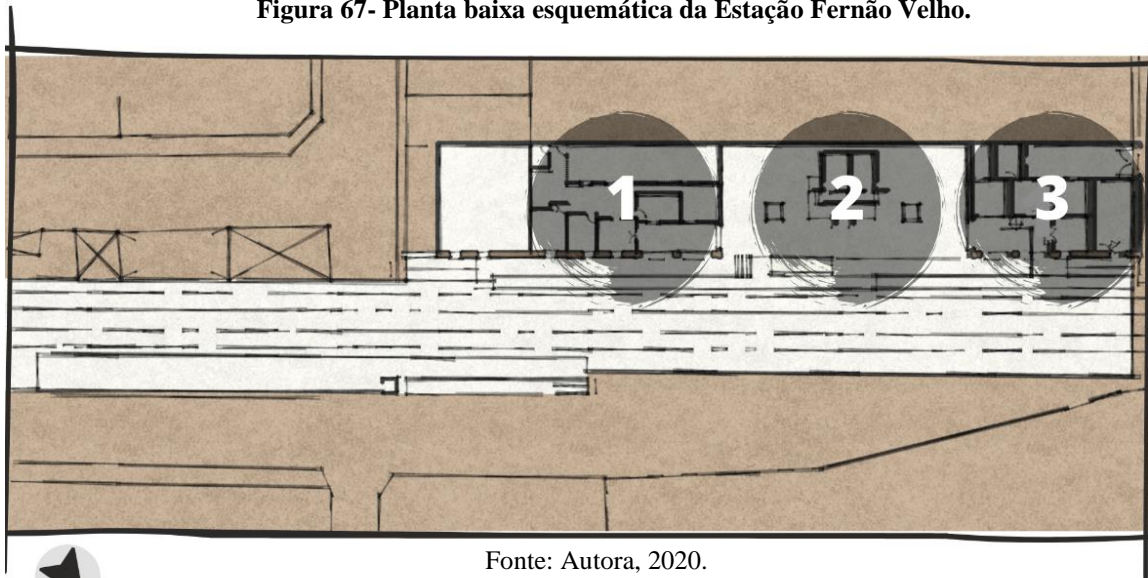 Figura 67- Planta baixa esquemática da Estação Fernão Velho.
1 2 3
Fonte: Autora, 2020.